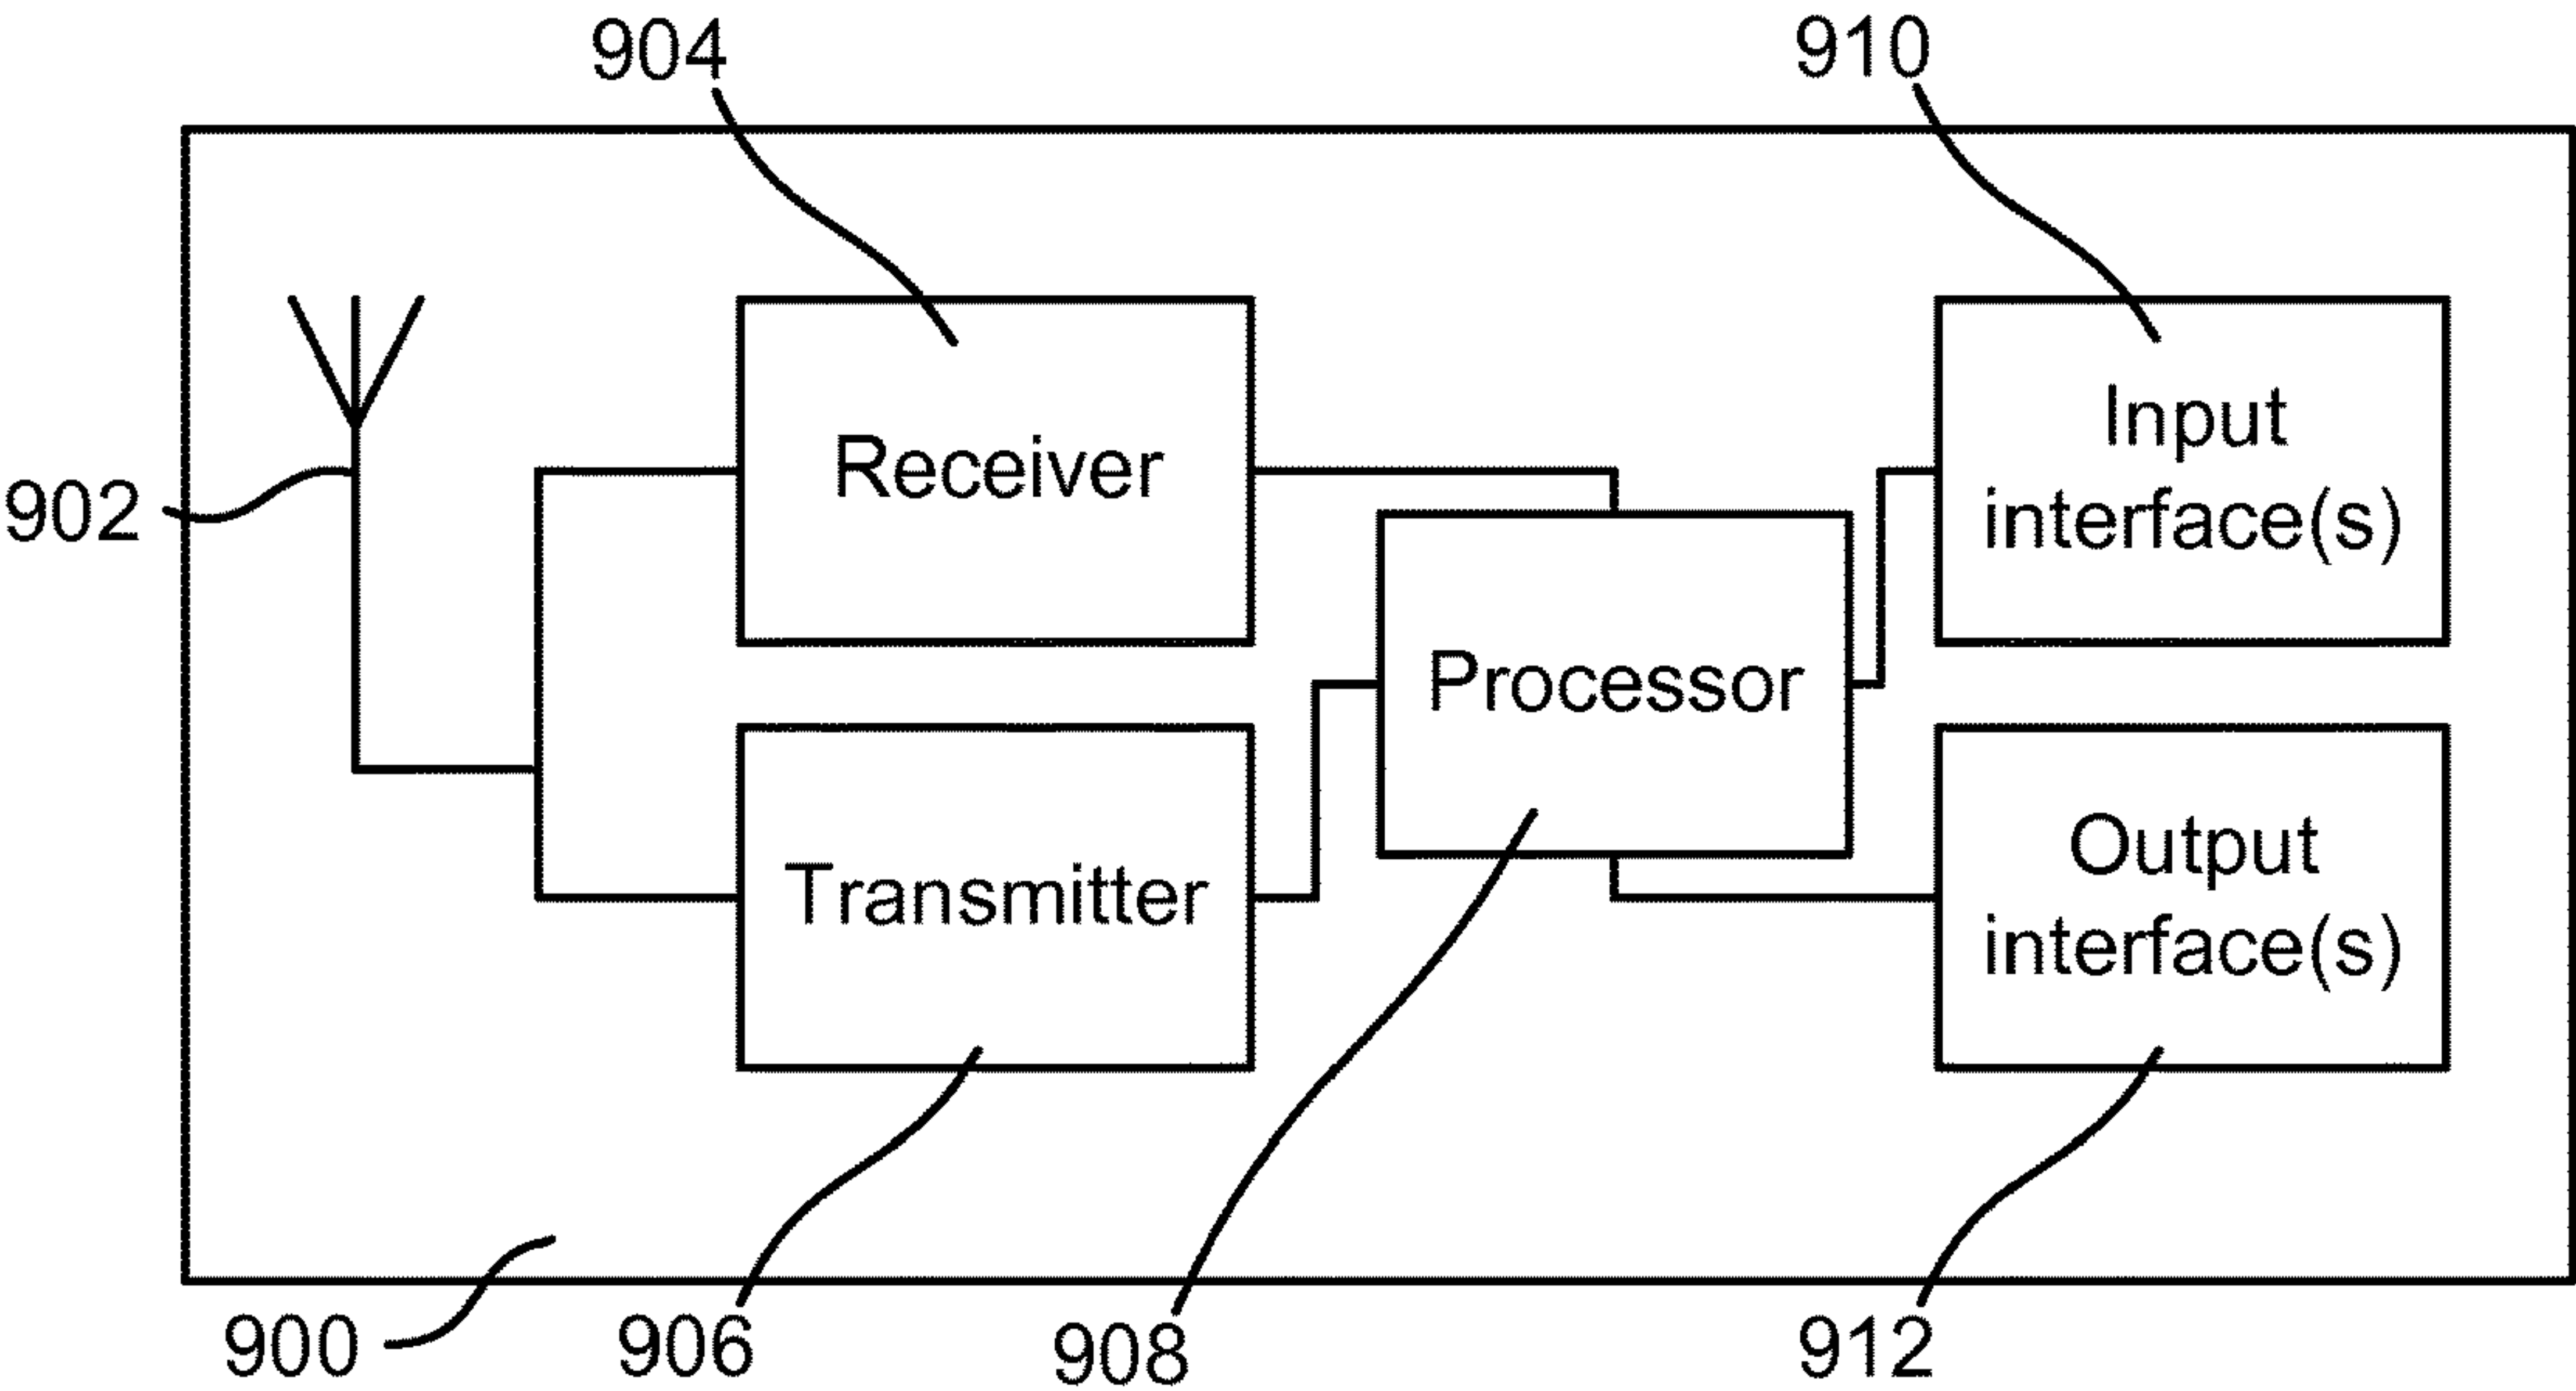 904
910
902
Receiver
Input
interface(s)
Processor
Transmitter
Output
interface(s)
900
906
908
912